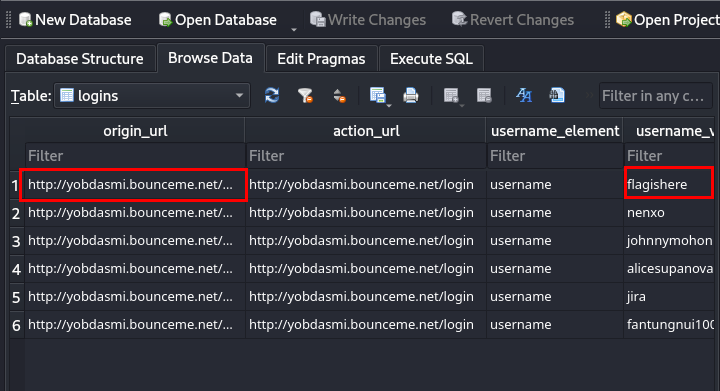 New Database Open Database Write Changes Revert Changes Open Project
Database Structure Browse Data Edit Pragmas Execute SQL
Table: logins Filter in any c...
origin_url action_url username_element username_v
Filter Filter Filter Filter
1 http://yobdasmi.bounceme.net/... http://yobdasmi.bounceme.net/login username flagishere
2 http://yobdasmi.bounceme.net/... http://yobdasmi.bounceme.net/login username nenxo
3 http://yobdasmi.bounceme.net/... http://yobdasmi.bounceme.net/login username johnnymohon
4 http://yobdasmi.bounceme.net/... http://yobdasmi.bounceme.net/login username alicesupanova
5 http://yobdasmi.bounceme.net/... http://yobdasmi.bounceme.net/login username jira
6 http://yobdasmi.bounceme.net/... http://yobdasmi.bounceme.net/login username fantungnui100